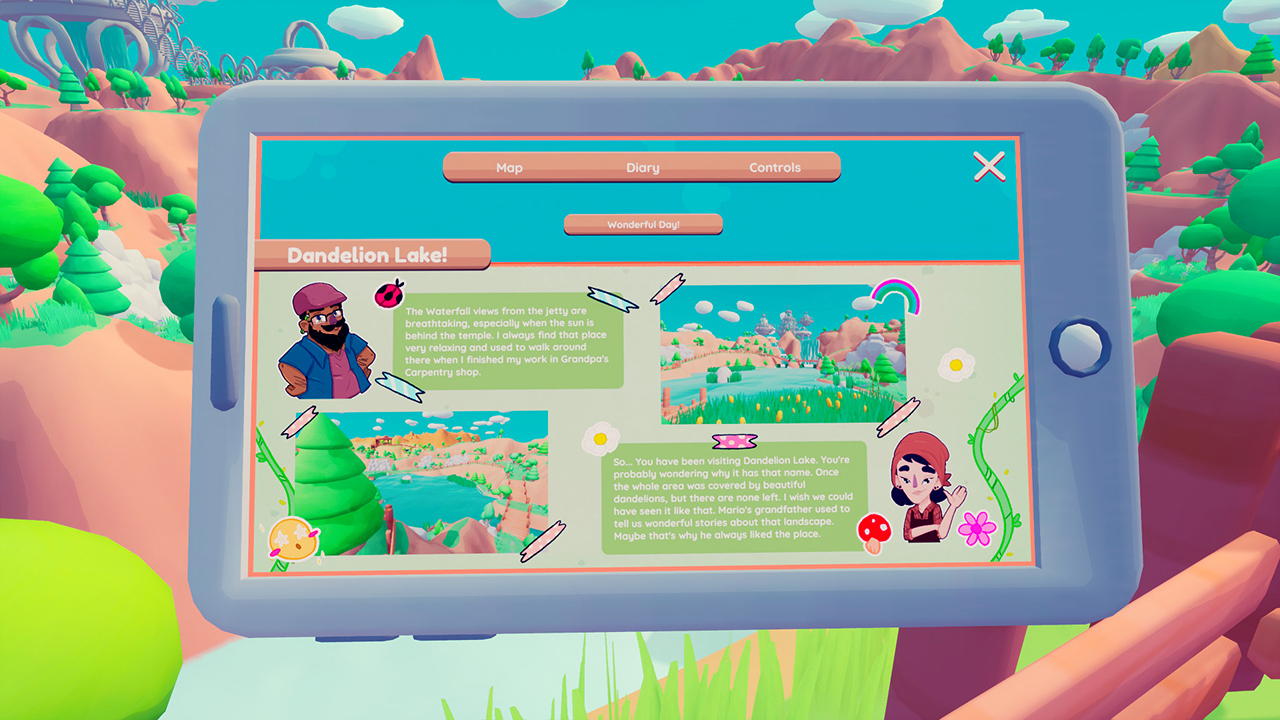 Map
Diary
Controls
Wonderful Day!
Dandelion Lake!
The Waterfall views from the jetty are
breathtaking, especially when the sun is
behind the temple. I always find that place
very relaxing and used to walk around
there when I finished my work in Grandpa's
Carpentry shop.
So... You have been visiting Dandelion Lake. You're
probably wondering why it has that name. Once
the whole area was covered by beautiful
dandelions, but there are none left. I wish we could
have seen it like that. Mario's grandfather used to
tell us wonderful stories about that landscape.
Maybe that's why he always liked the place.